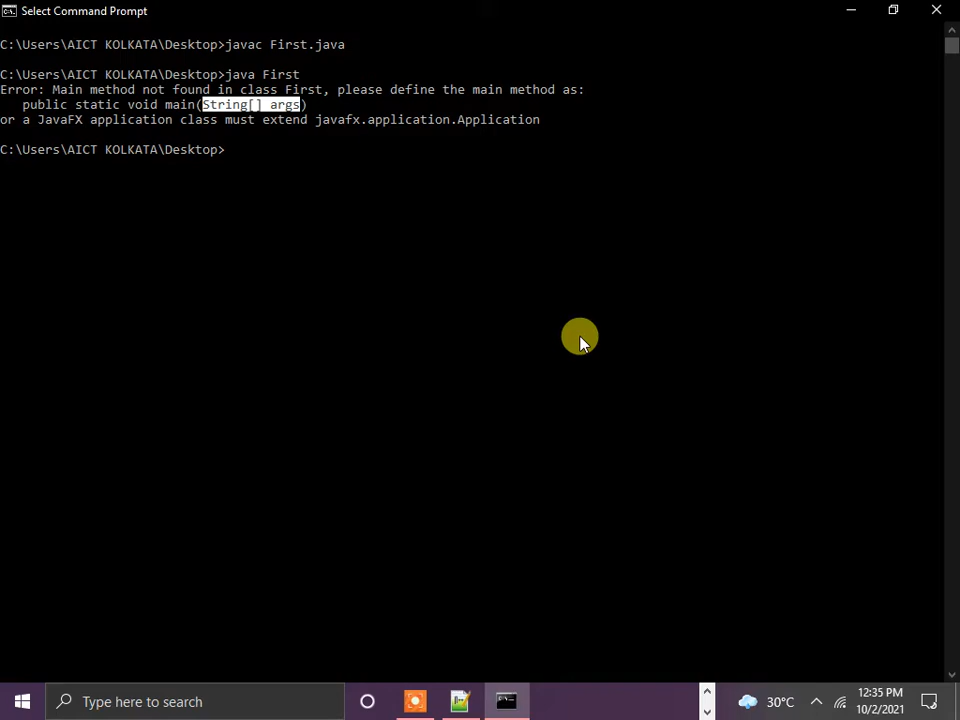 Select Command Prompt
C:\Users\AICT KOLKATA\Desktop>javac First.java
C:\Users\AICT KOLKATA\Desktop>java First
Error: Main method not found in class First, please define the main method as:
   public static void main(String[] args)
or a JavaFX application class must extend javafx.application.Application
C:\Users\AICT KOLKATA\Desktop>
Type here to search
30°C
12:35 PM
10/2/2021